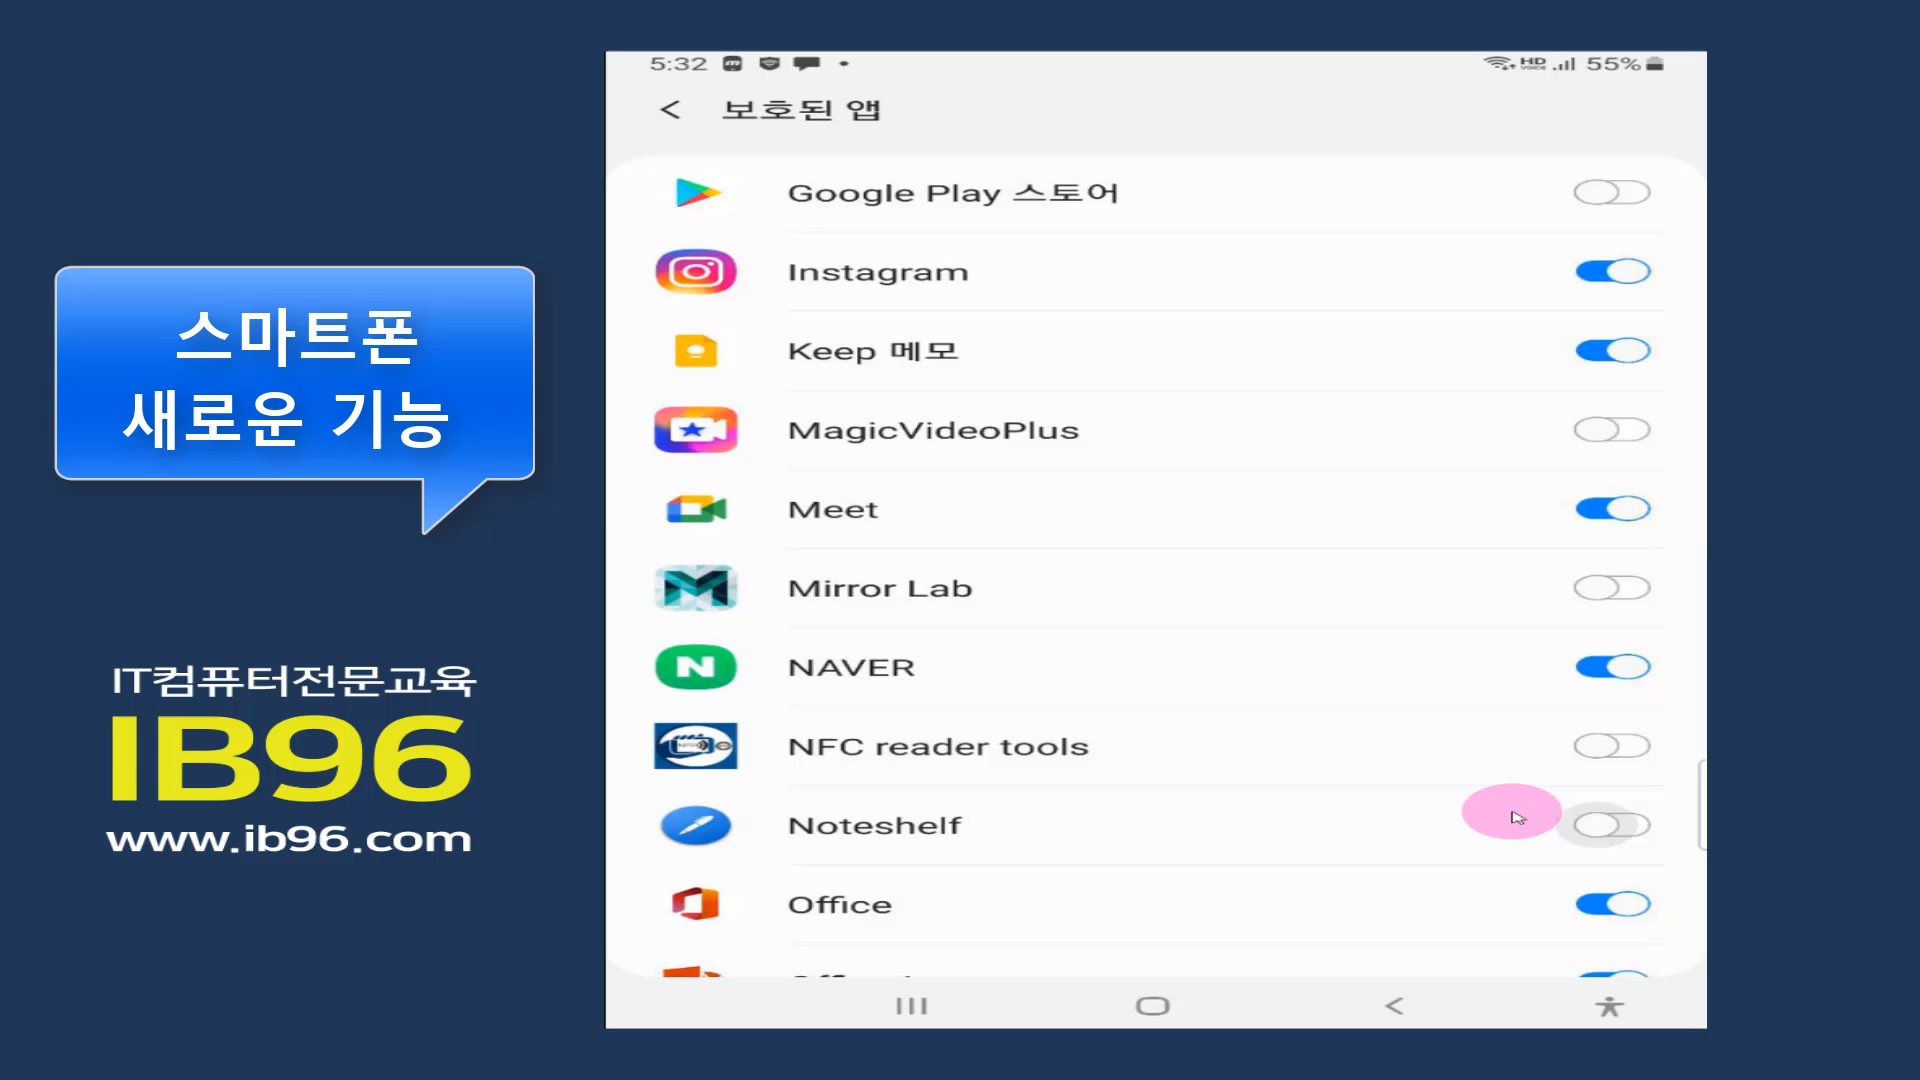 스마트폰
새로운 기능
IT컴퓨터전문교육
IB96
www.ib96.com
5:32
HD
55%
보호된 앱
Google Play 스토어
Instagram
Keep 메모
MagicVideoPlus
Meet
Mirror Lab
NAVER
NFC reader tools
Noteshelf
Office